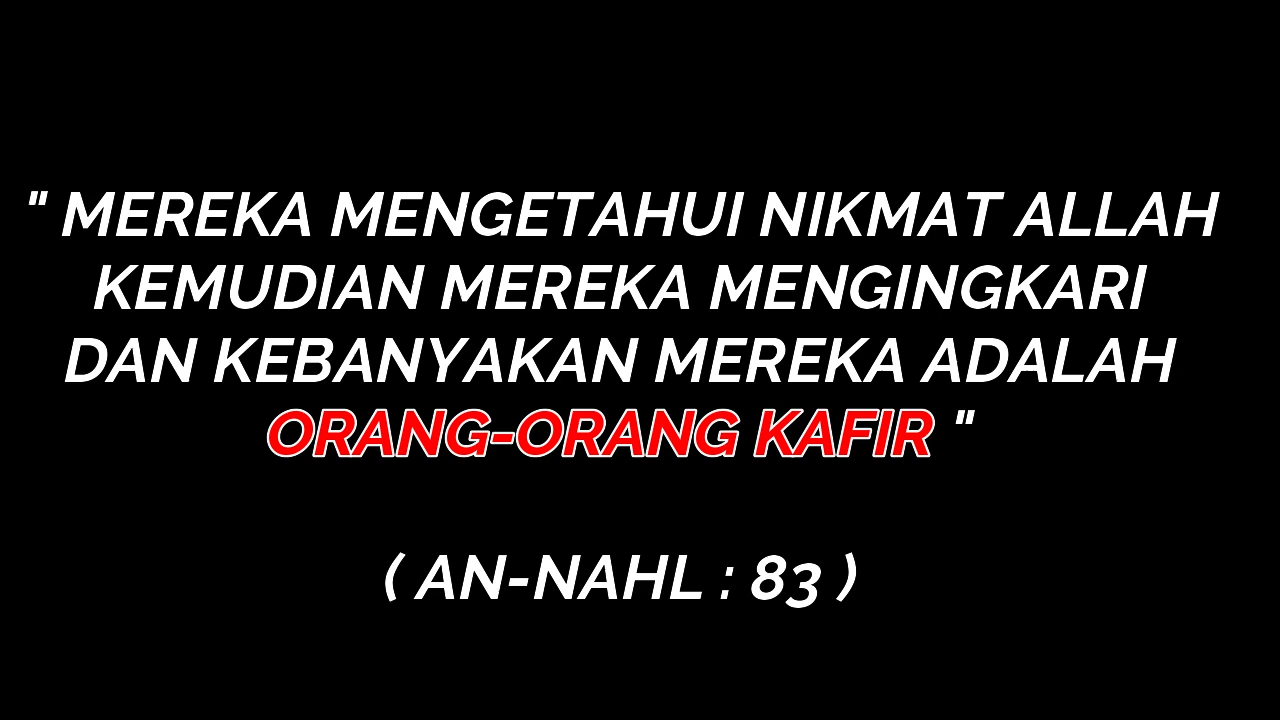 " MEREKA MENGETAHUI NIKMAT ALLAH
KEMUDIAN MEREKA MENGINGKARI
DAN KEBANYAKAN MEREKA ADALAH
ORANG-ORANG KAFIR "
( AN-NAHL : 83 )